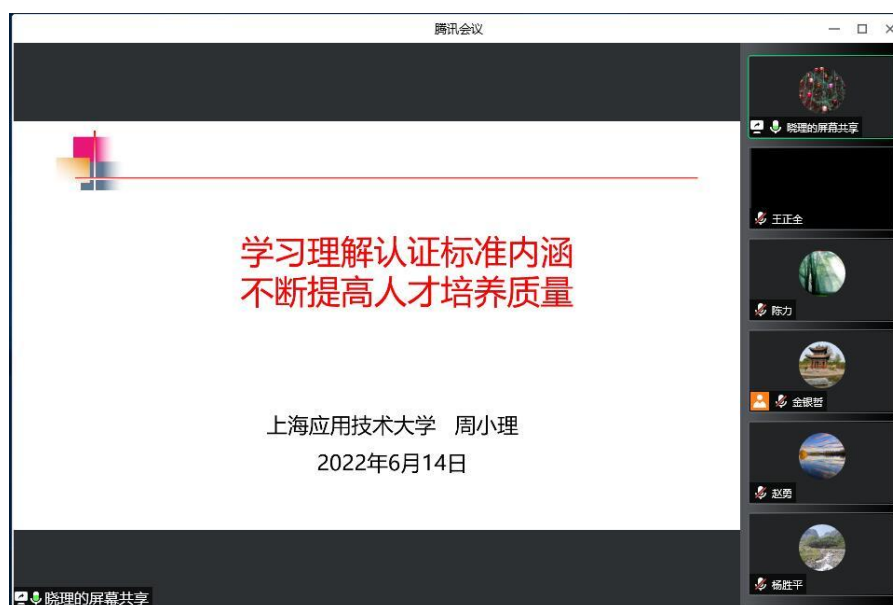 腾讯会议
学习理解认证标准内涵
不断提高人才培养质量
上海应用技术大学 周小理
2022年6月14日
晓理的屏幕共享
王正全
陈力
金银哲
赵勇
杨胜平
晓理的屏幕共享